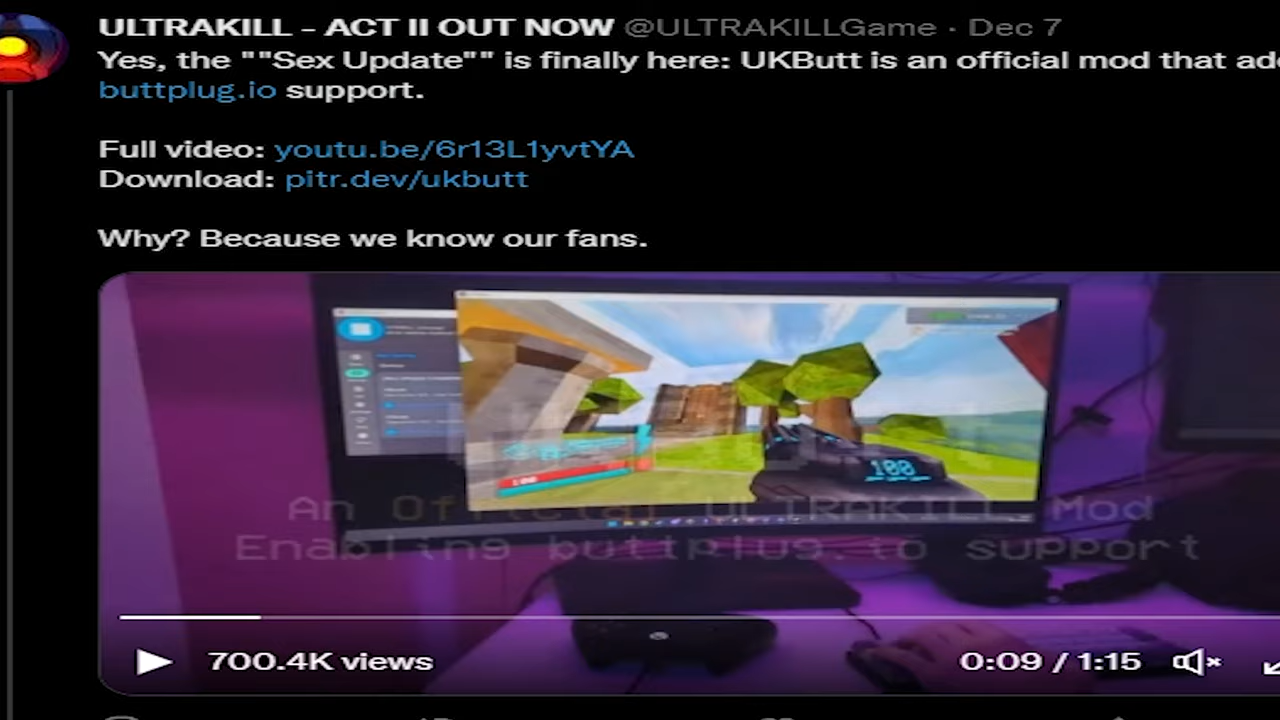 ULTRAKILL – ACT II OUT NOW @ULTRAKILLGame · Dec 7
Yes, the ""Sex Update"" is finally here: UKButt is an official mod that
buttplug.io support.
Full video: youtu.be/6r13L1yvtYA
Download: pitr.dev/ukbutt
Why? Because we know our fans.
100
100
An Official ULTRAKILL Mod
Enabling buttplug.io support
700.4K views
0:09 / 1:15